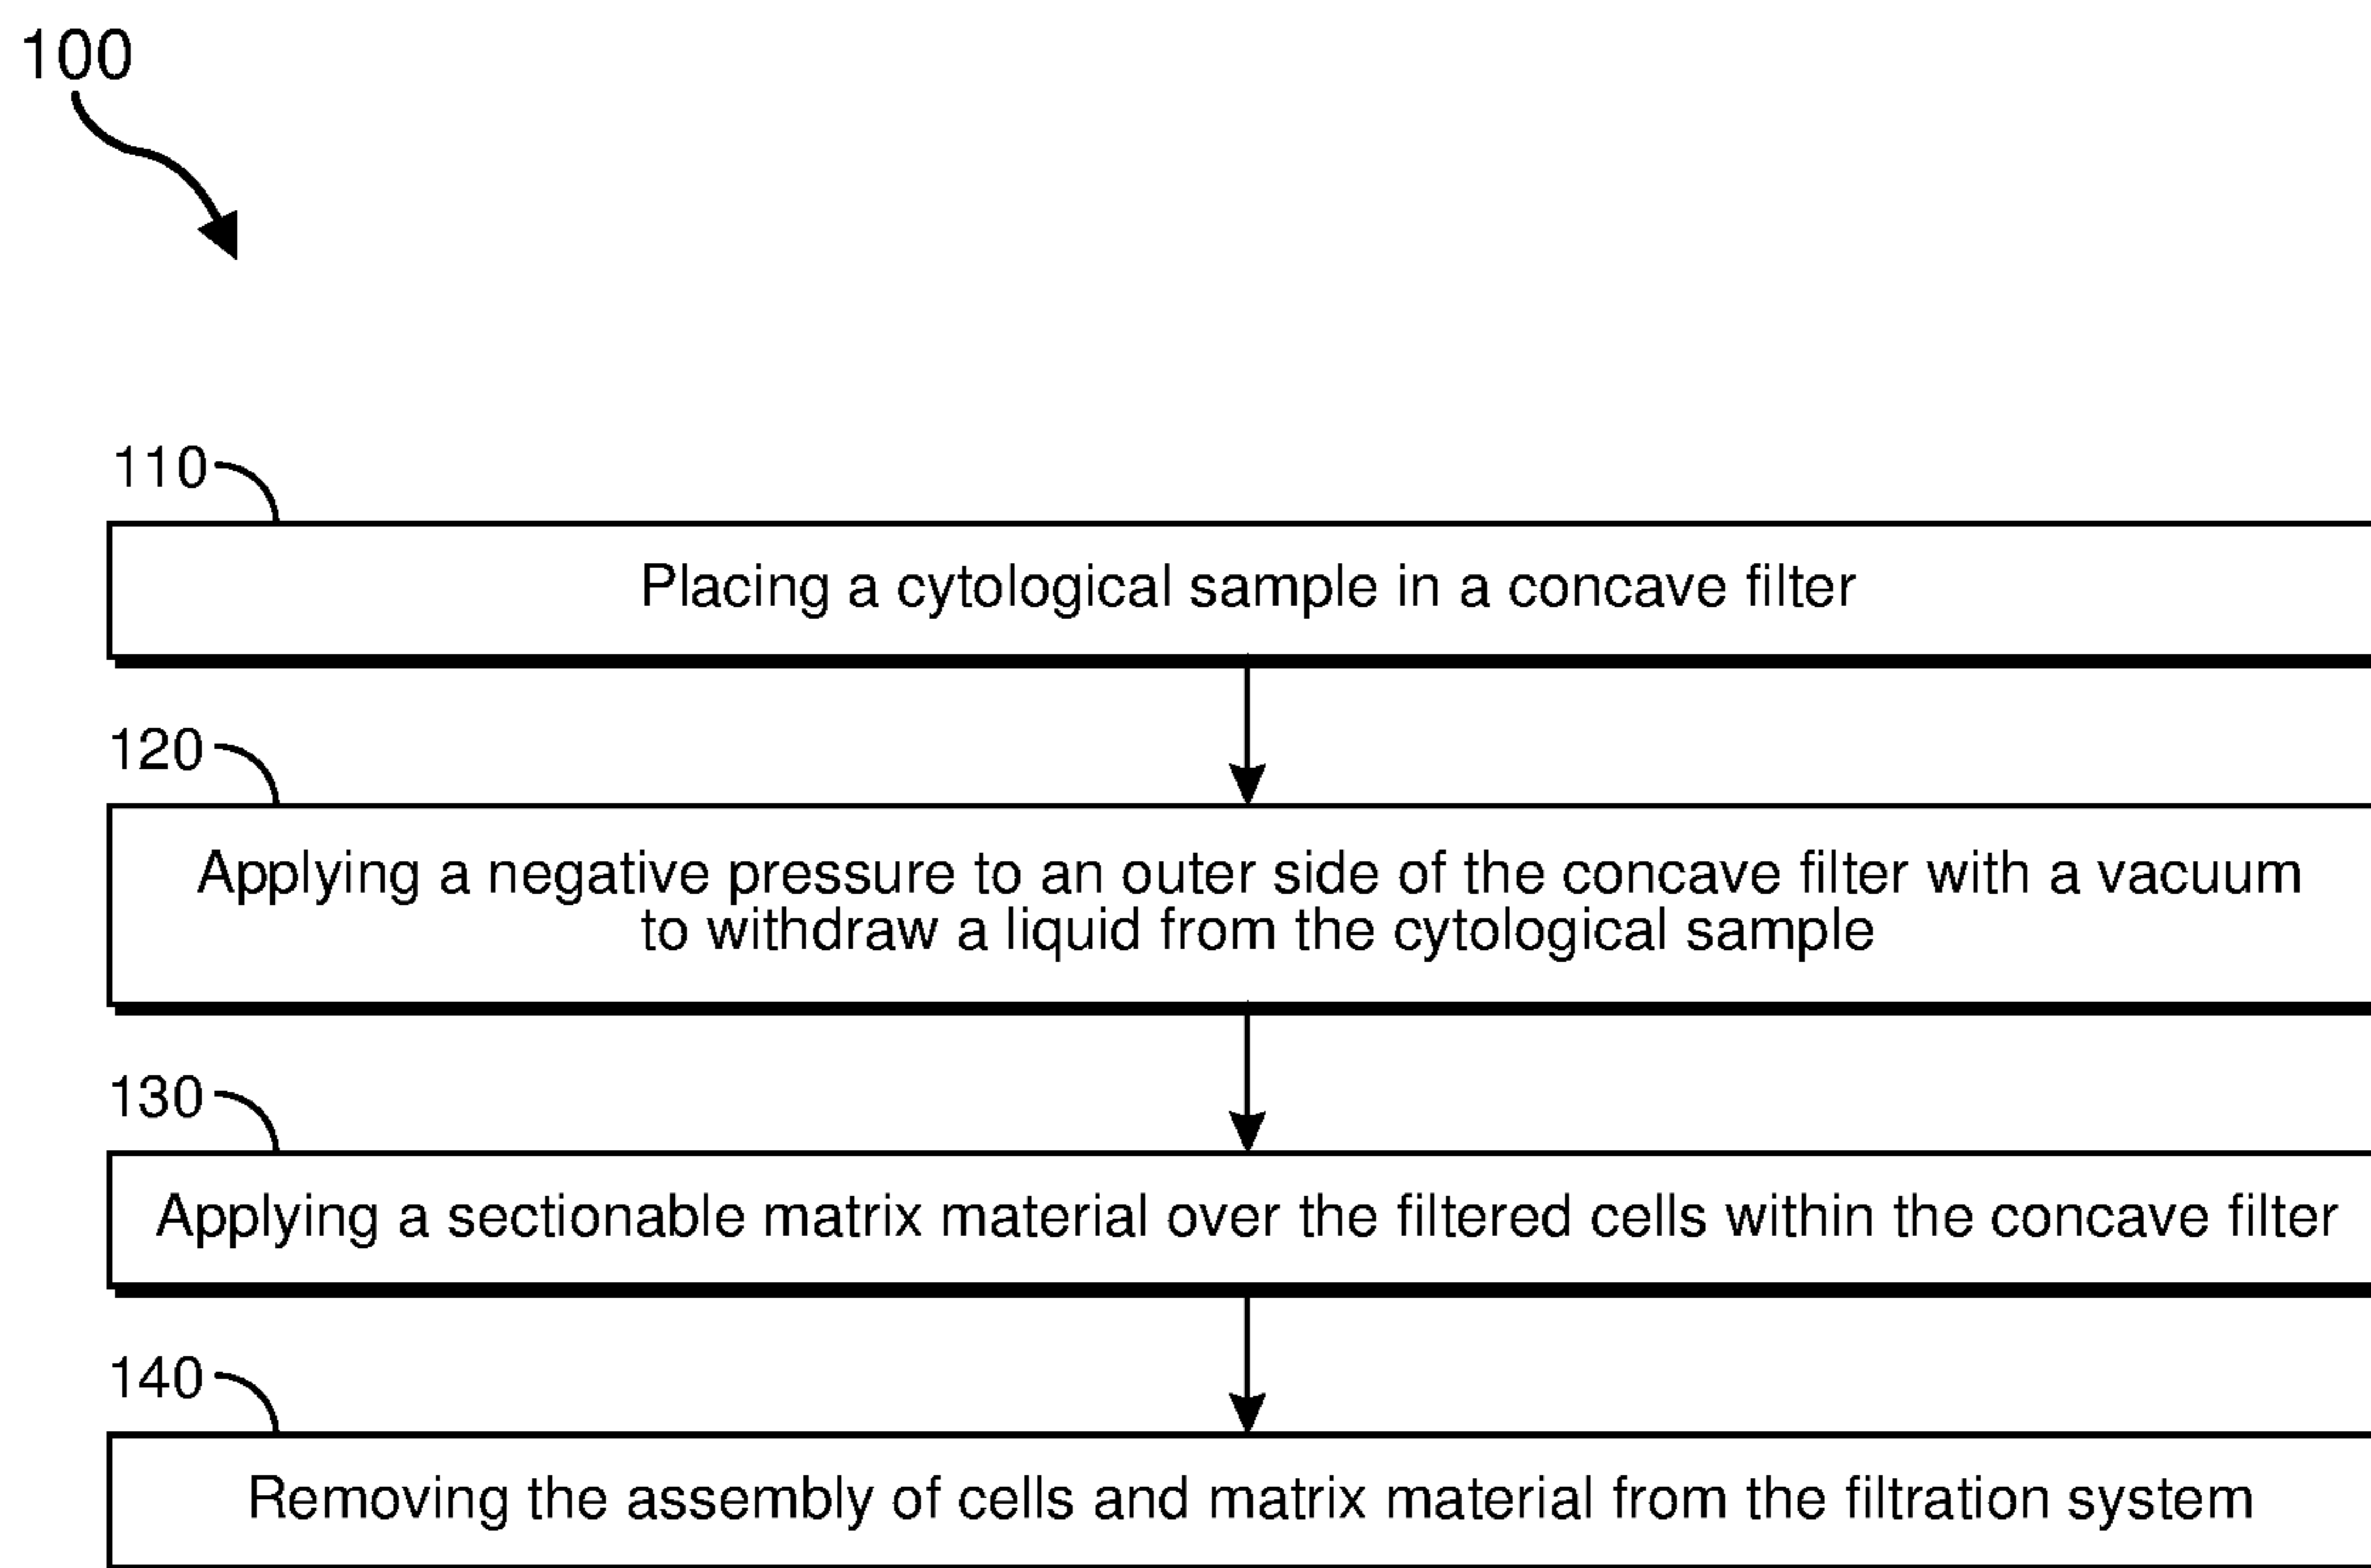 100
110
Placing a cytological sample in a concave filter
120
Applying a negative pressure to an outer side of the concave filter with a vacuum
to withdraw a liquid from the cytological sample
130
Applying a sectionable matrix material over the filtered cells within the concave filter
140
Removing the assembly of cells and matrix material from the filtration system